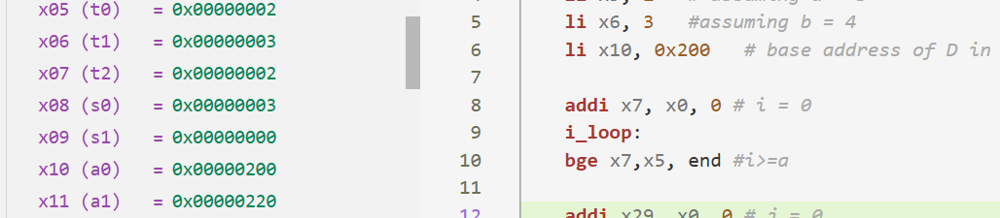 x05 (t0) = 0x00000002
x06 (t1) = 0x00000003
x07 (t2) = 0x00000002
x08 (s0) = 0x00000003
x09 (s1) = 0x00000000
x10 (a0) = 0x00000200
x11 (a1) = 0x00000220
5 li x6, 3 #assuming b = 4
6 li x10, 0x200 # base address of D in
7
8 addi x7, x0, 0 # i = 0
9 i_loop:
10 bge x7,x5, end #i>=a
11
12 addi x29, x0, 0 # j = 0